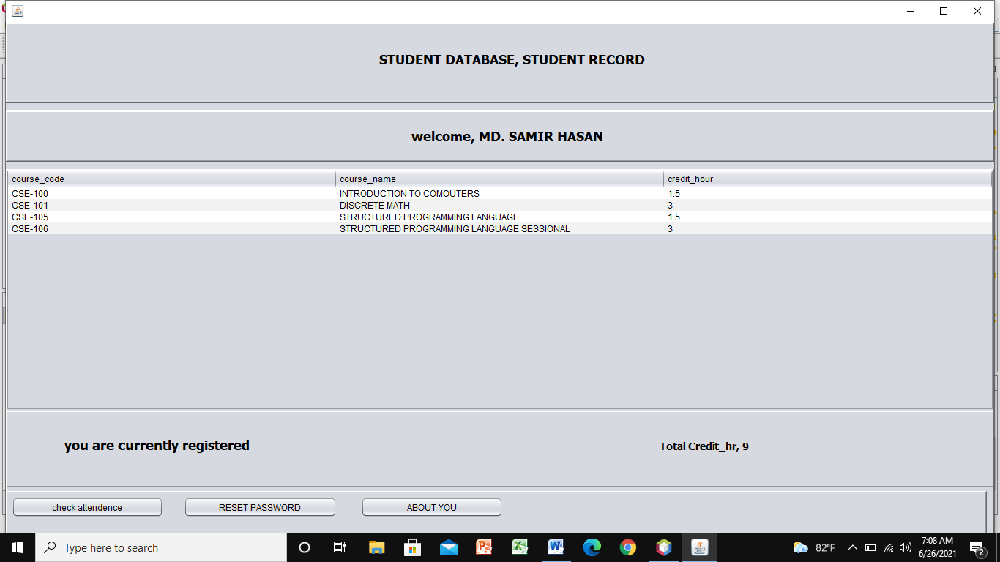 STUDENT DATABASE, STUDENT RECORD
welcome, MD. SAMIR HASAN
course_code course_name credit_hour
CSE-100 INTRODUCTION TO COMOUTERS 1.5
CSE-101 DISCRETE MATH 3
CSE-105 STRUCTURED PROGRAMMING LANGUAGE 1.5
CSE-106 STRUCTURED PROGRAMMING LANGUAGE SESSIONAL 3
you are currently registered Total Credit_hr, 9
check attendence RESET PASSWORD ABOUT YOU
Type here to search 82°F 7:08 AM
6/26/2021 2